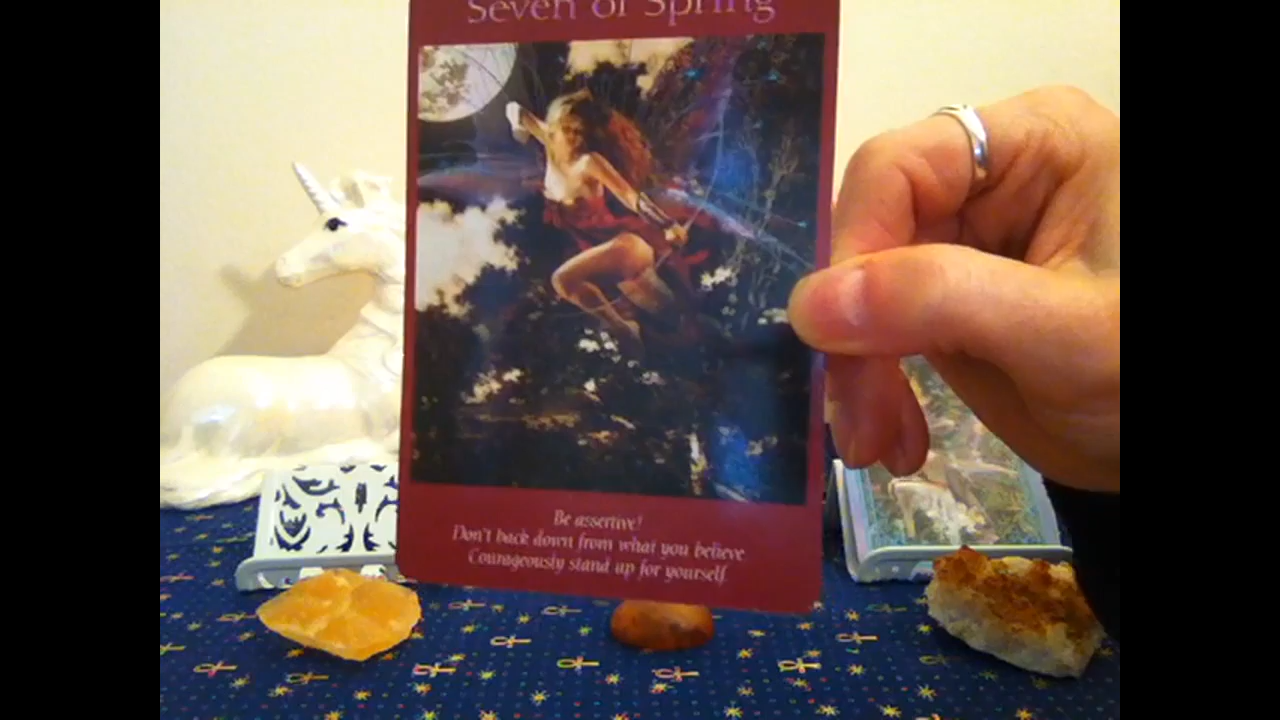 Seven of Spring
Be assertive!
Don't back down from what you believe.
Courageously stand up for yourself.